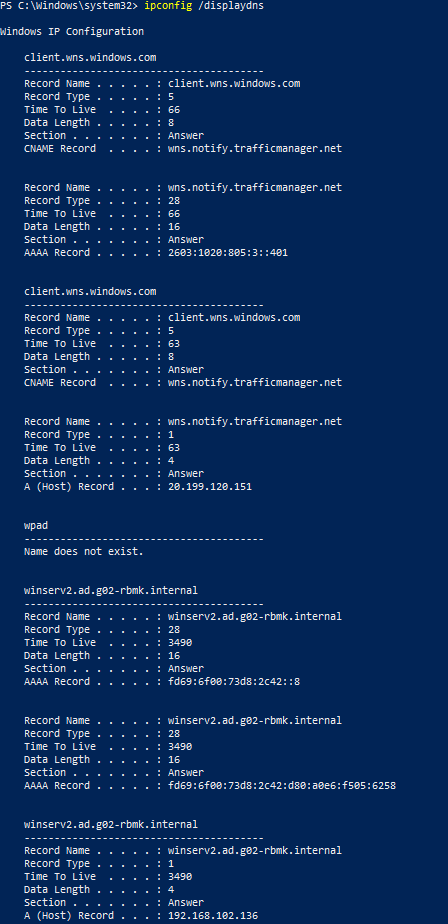 PS C:\Windows\system32> ipconfig /displaydns
Windows IP Configuration
client.wns.windows.com
----------------------------------------
Record Name . . . . . : client.wns.windows.com
Record Type . . . . . : 5
Time To Live  . . . . : 66
Data Length . . . . . : 8
Section . . . . . . . : Answer
CNAME Record  . . . . : wns.notify.trafficmanager.net
Record Name . . . . . : wns.notify.trafficmanager.net
Record Type . . . . . : 28
Time To Live  . . . . : 66
Data Length . . . . . : 16
Section . . . . . . . : Answer
AAAA Record . . . . . : 2603:1020:805:3::401
client.wns.windows.com
----------------------------------------
Record Name . . . . . : client.wns.windows.com
Record Type . . . . . : 5
Time To Live  . . . . : 63
Data Length . . . . . : 8
Section . . . . . . . : Answer
CNAME Record  . . . . : wns.notify.trafficmanager.net
Record Name . . . . . : wns.notify.trafficmanager.net
Record Type . . . . . : 1
Time To Live  . . . . : 63
Data Length . . . . . : 4
Section . . . . . . . : Answer
A (Host) Record . . . : 20.199.120.151
wpad
----------------------------------------
Name does not exist.
winserv2.ad.g02-rbmk.internal
----------------------------------------
Record Name . . . . . : winserv2.ad.g02-rbmk.internal
Record Type . . . . . : 28
Time To Live  . . . . : 3490
Data Length . . . . . : 16
Section . . . . . . . : Answer
AAAA Record . . . . . : fd69:6f00:73d8:2c42::8
Record Name . . . . . : winserv2.ad.g02-rbmk.internal
Record Type . . . . . : 28
Time To Live  . . . . : 3490
Data Length . . . . . : 16
Section . . . . . . . : Answer
AAAA Record . . . . . : fd69:6f00:73d8:2c42:d80:a0e6:f505:6258
winserv2.ad.g02-rbmk.internal
----------------------------------------
Record Name . . . . . : winserv2.ad.g02-rbmk.internal
Record Type . . . . . : 1
Time To Live  . . . . : 3490
Data Length . . . . . : 4
Section . . . . . . . : Answer
A (Host) Record . . . : 192.168.102.136